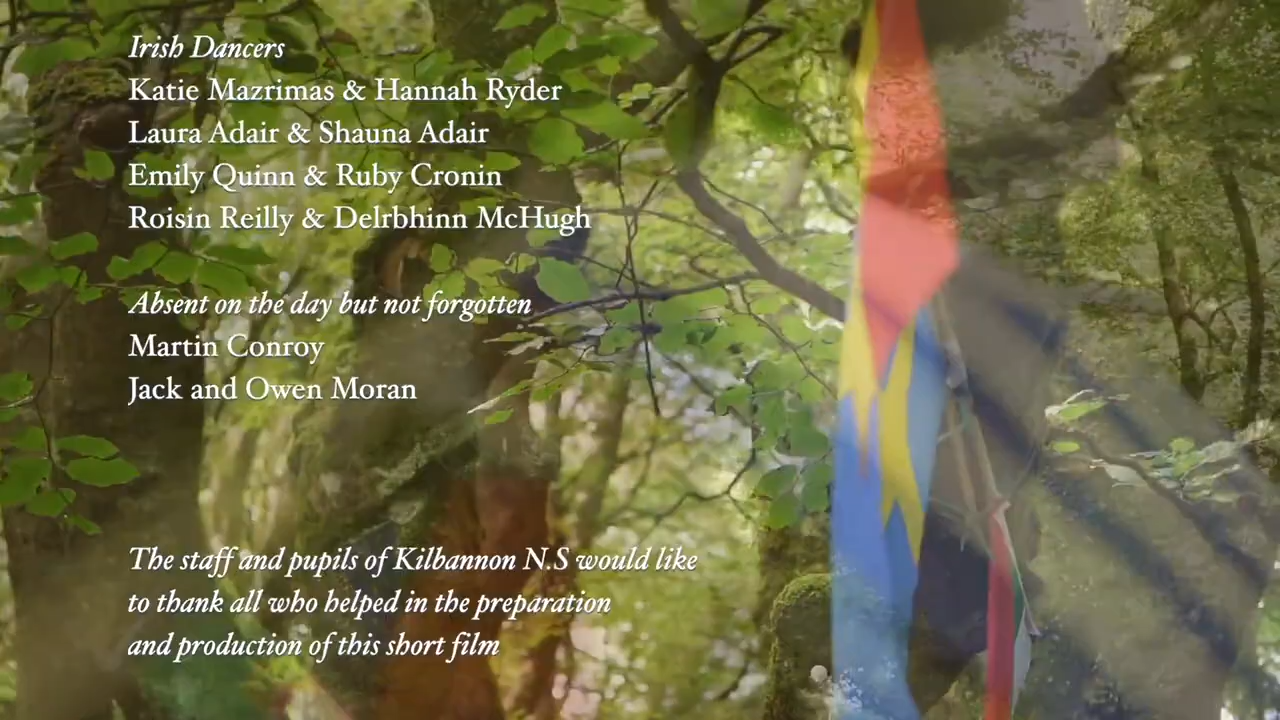 Irish Dancers
Katie Mazrimas & Hannah Ryder
Laura Adair & Shauna Adair
Emily Quinn & Ruby Cronin
Roisin Reilly & Delrbhinn McHugh
Absent on the day but not forgotten
Martin Conroy
Jack and Owen Moran
The staff and pupils of Kilbannon N.S would like
to thank all who helped in the preparation
and production of this short film